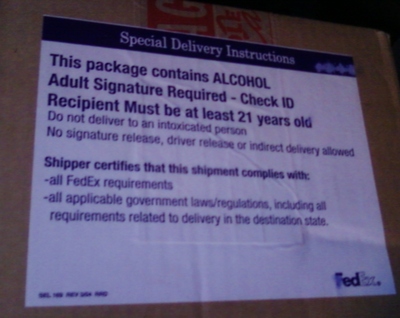 Special Delivery Instructions
This package contains ALCOHOL
Adult Signature Required - Check ID
Recipient Must be at least 21 years old
Do not deliver to an intoxicated person
No signature release, driver release or indirect delivery allowed
Shipper certifies that this shipment complies with:
-all FedEx requirements
-all applicable government laws/regulations, including all
requirements related to delivery in the destination state.
FedEx